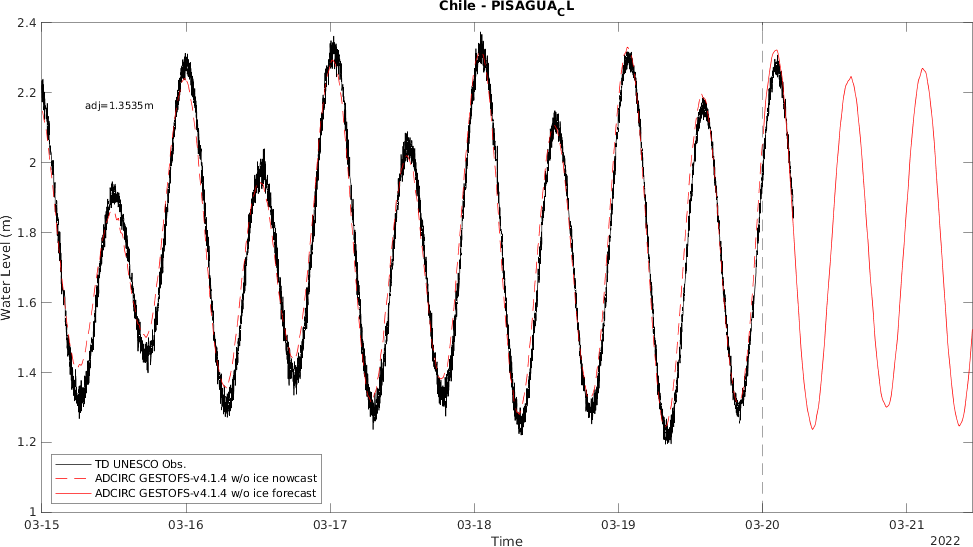 Chile - PISAGUA_CL
2.4
2.2
2
1.8
1.6
1.4
1.2
1
Water Level (m)
adj=1.3535m
TD UNESCO Obs.
ADCIRC GESTOFS-v4.1.4 w/o ice nowcast
ADCIRC GESTOFS-v4.1.4 w/o ice forecast
03-15 03-16 03-17 03-18 03-19 03-20 03-21
Time
2022